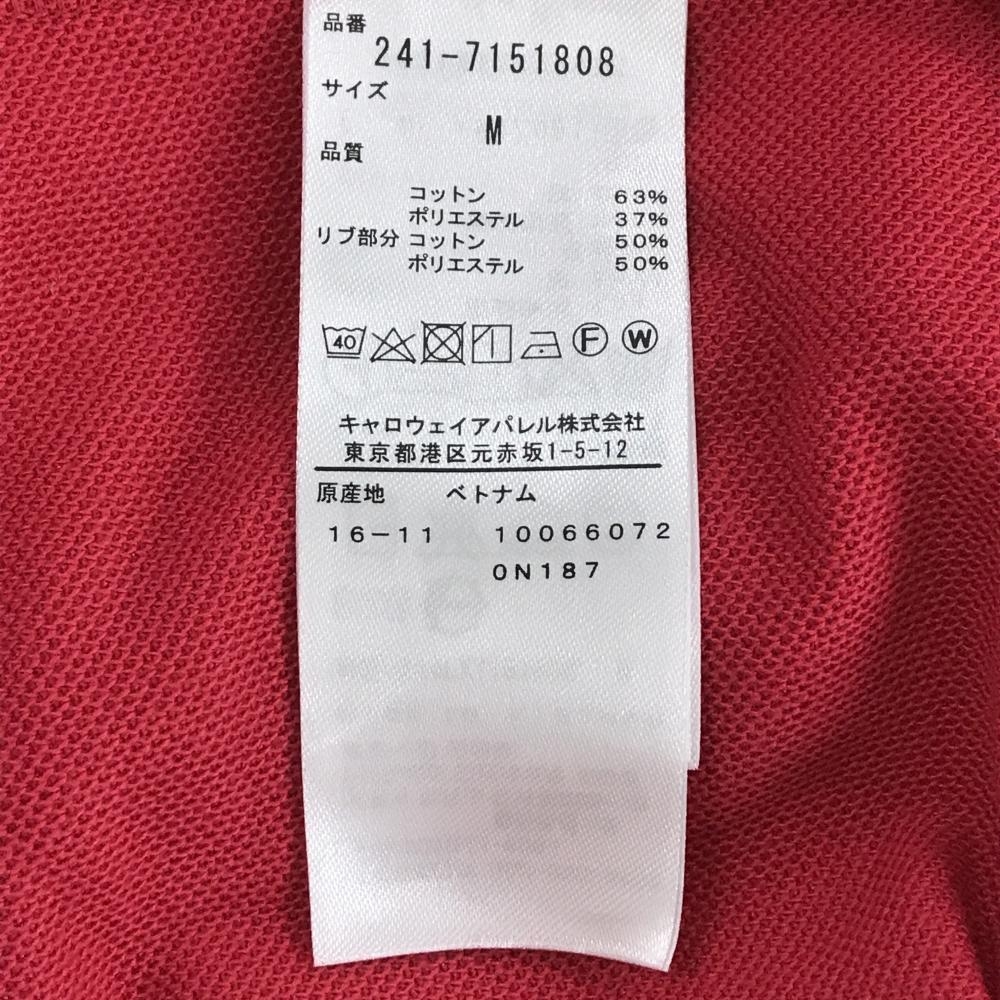 品番
241-7151808
サイズ
M
品質
コットン 63%
ポリエステル 37%
リブ部分 コットン 50%
ポリエステル 50%
40 F W
キャロウェイアパレル株式会社
東京都港区元赤坂1-5-12
原産地 ベトナム
16-11 10066072
0N187